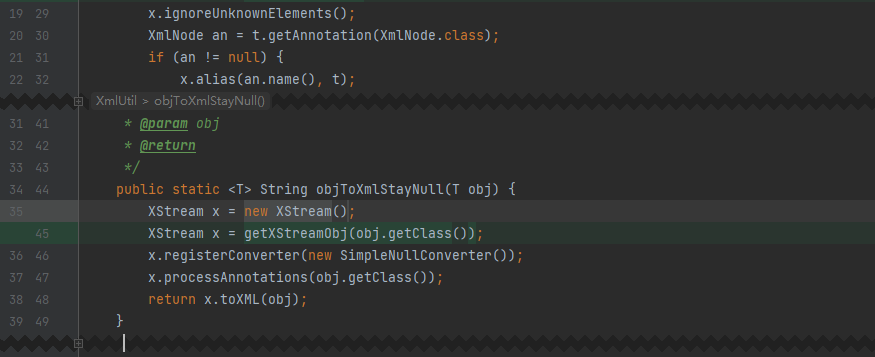 19 29 x.ignoreUnknownElements();
20 30 XmlNode an = t.getAnnotation(XmlNode.class);
21 31 if (an != null) {
22 32 x.alias(an.name(), t);
XmlUtil > objToXmlStayNull()
31 41 * @param obj
32 42 * @return
33 43 */
34 44 public static <T> String objToXmlStayNull(T obj) {
35 XStream x = new XStream();
45 XStream x = getXStreamObj(obj.getClass());
36 46 x.registerConverter(new SimpleNullConverter());
37 47 x.processAnnotations(obj.getClass());
38 48 return x.toXML(obj);
39 49 }